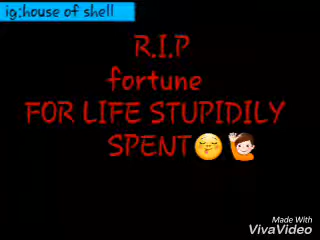 ig:house of shell
R.I.P
fortune
FOR LIFE STUPIDILY
SPENT😌🙋
Made With
VivaVideo